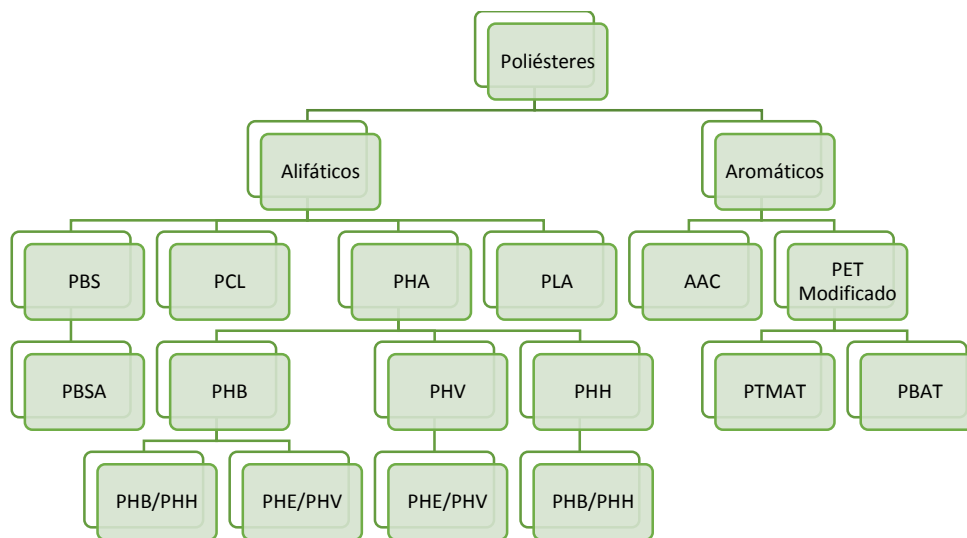 Poliésteres
Alifáticos
Aromáticos
PBS
PCL
PHA
PLA
AAC
PET
Modificado
PBSA
PHB
PHV
PHH
PTMAT
PBAT
PHB/PHH
PHE/PHV
PHE/PHV
PHB/PHH